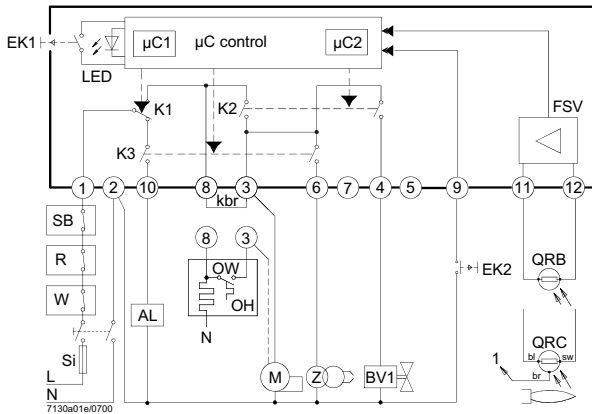 EK1
LED
µC1
µC control
µC2
K1
K2
FSV
K3
1
2
10
8
3
6
7
4
5
9
11
12
kbr
SB
R
W
Si
L
N
8
3
OW
OH
N
AL
M
Z
BV1
EK2
QRB
QRC
1
bl
sw
br
7130a01e/0700